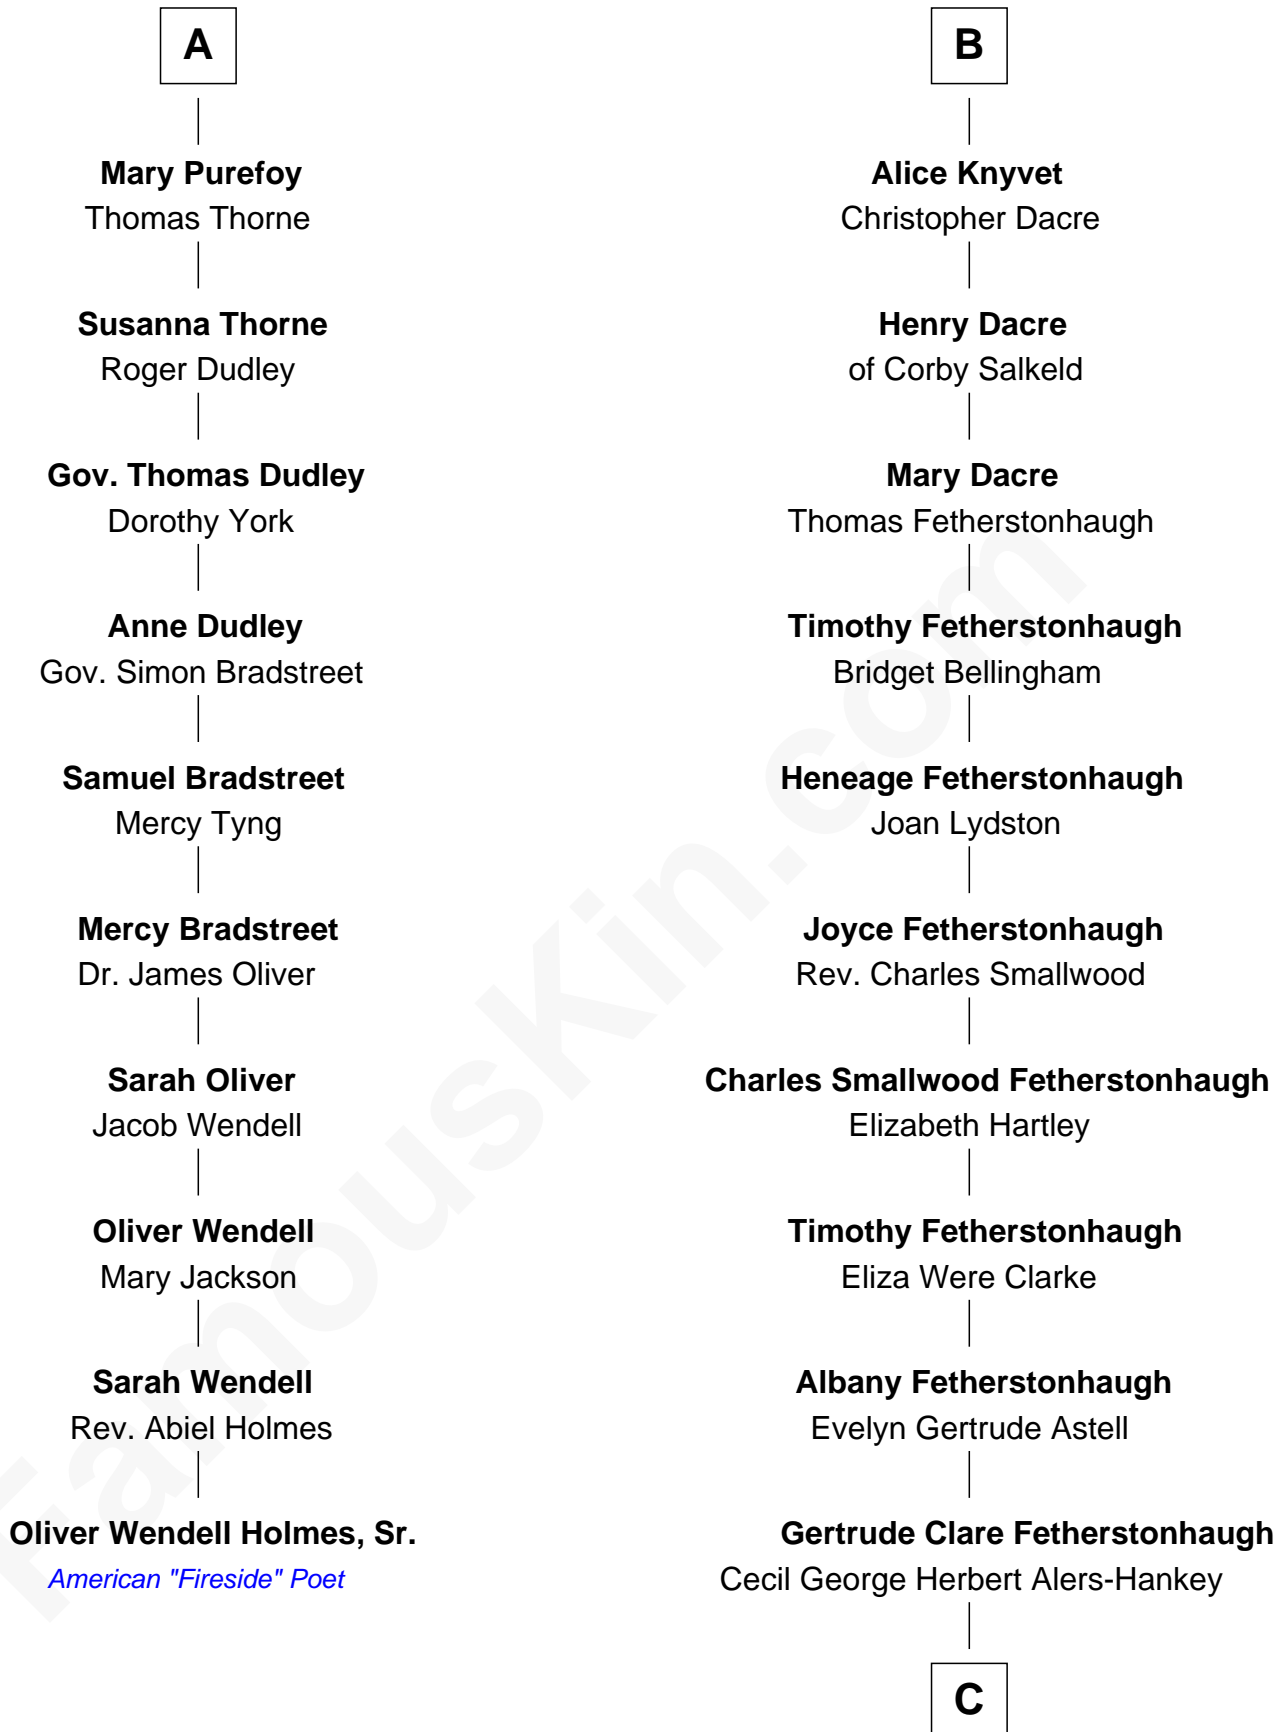 A
Mary Purefoy
Thomas Thorne
Susanna Thorne
Roger Dudley
Gov. Thomas Dudley
Dorothy York
Anne Dudley
Gov. Simon Bradstreet
Samuel Bradstreet
Mercy Tyng
Mercy Bradstreet
Dr. James Oliver
Sarah Oliver
Jacob Wendell
Oliver Wendell
Mary Jackson
Sarah Wendell
Rev. Abiel Holmes
Oliver Wendell Holmes, Sr.
American "Fireside" Poet
B
Alice Knyvet
Christopher Dacre
Henry Dacre
of Corby Salkeld
Mary Dacre
Thomas Fetherstonhaugh
Timothy Fetherstonhaugh
Bridget Bellingham
Heneage Fetherstonhaugh
Joan Lydston
Joyce Fetherstonhaugh
Rev. Charles Smallwood
Charles Smallwood Fetherstonhaugh
Elizabeth Hartley
Timothy Fetherstonhaugh
Eliza Were Clarke
Albany Fetherstonhaugh
Evelyn Gertrude Astell
Gertrude Clare Fetherstonhaugh
Cecil George Herbert Alers-Hankey
C
FamousKin.com